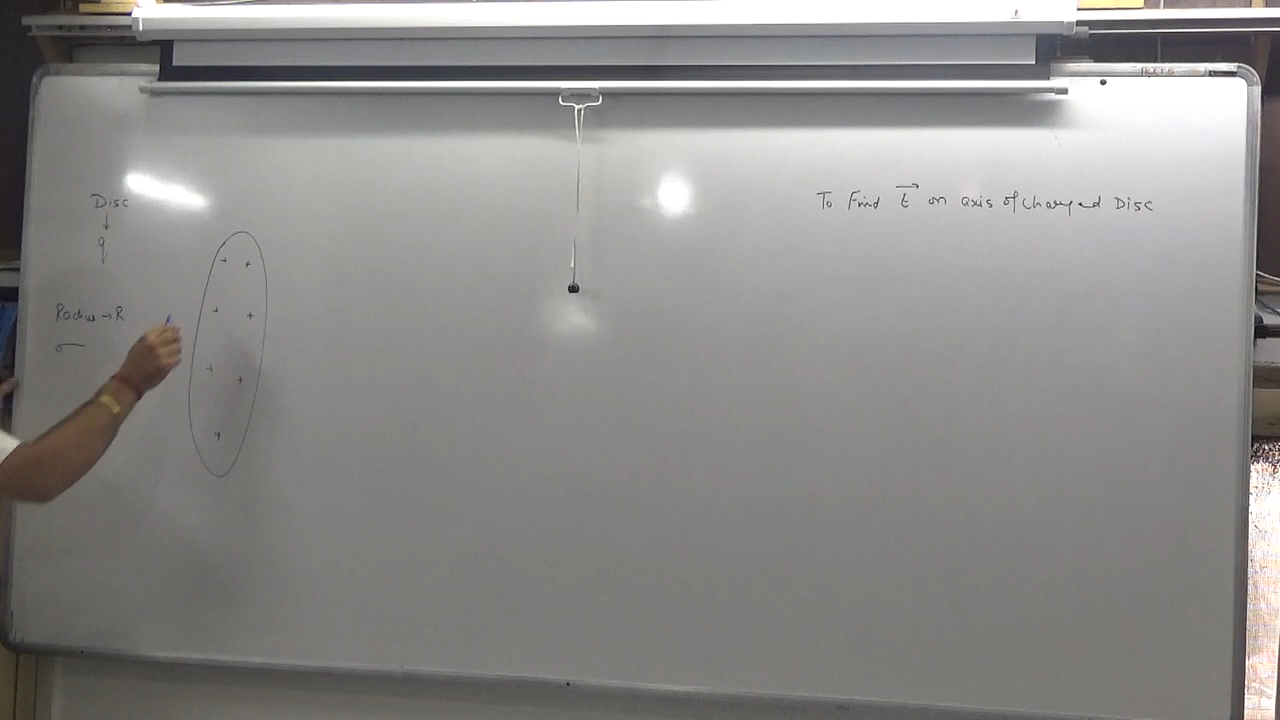 To Find E on axis of charged Disc
Disc
↓
q
Radius → R
σ
+ +
+ +
+ +
+